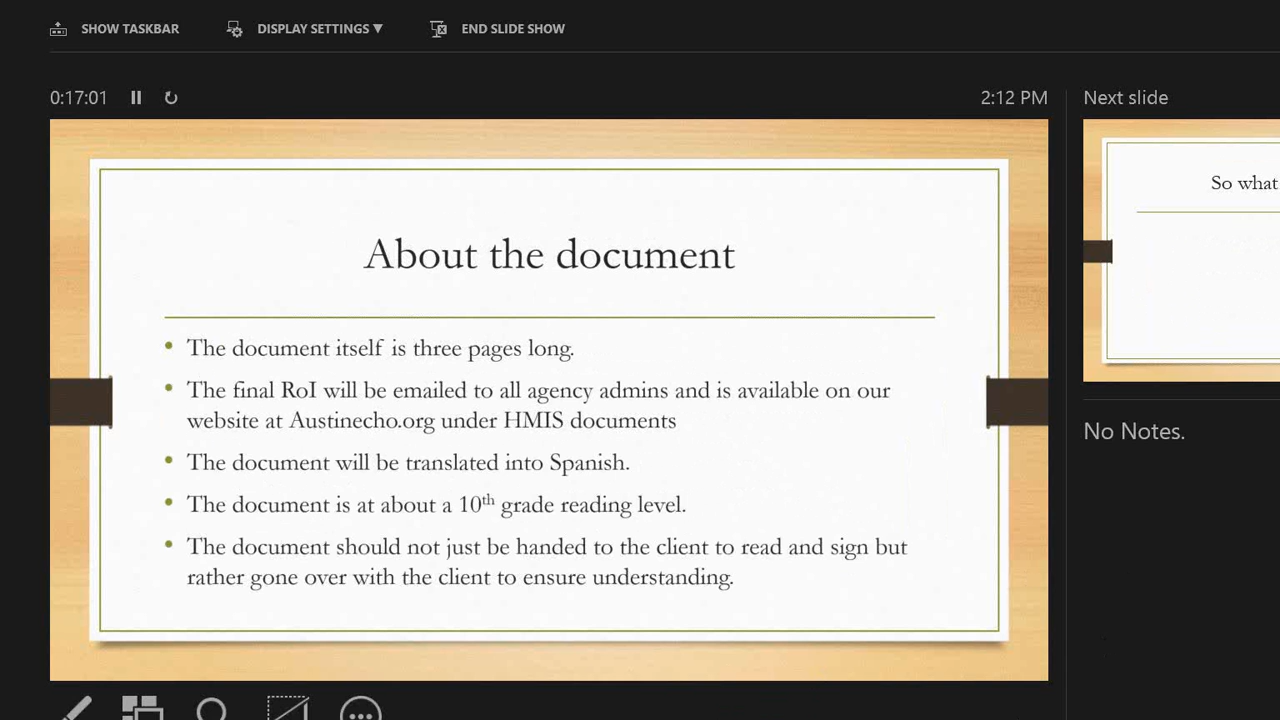 SHOW TASKBAR
DISPLAY SETTINGS ▼
END SLIDE SHOW
0:17:01
2:12 PM
Next slide
About the document
• The document itself is three pages long.
• The final RoI will be emailed to all agency admins and is available on our
website at Austinecho.org under HMIS documents
• The document will be translated into Spanish.
• The document is at about a 10th grade reading level.
• The document should not just be handed to the client to read and sign but
rather gone over with the client to ensure understanding.
So what
No Notes.